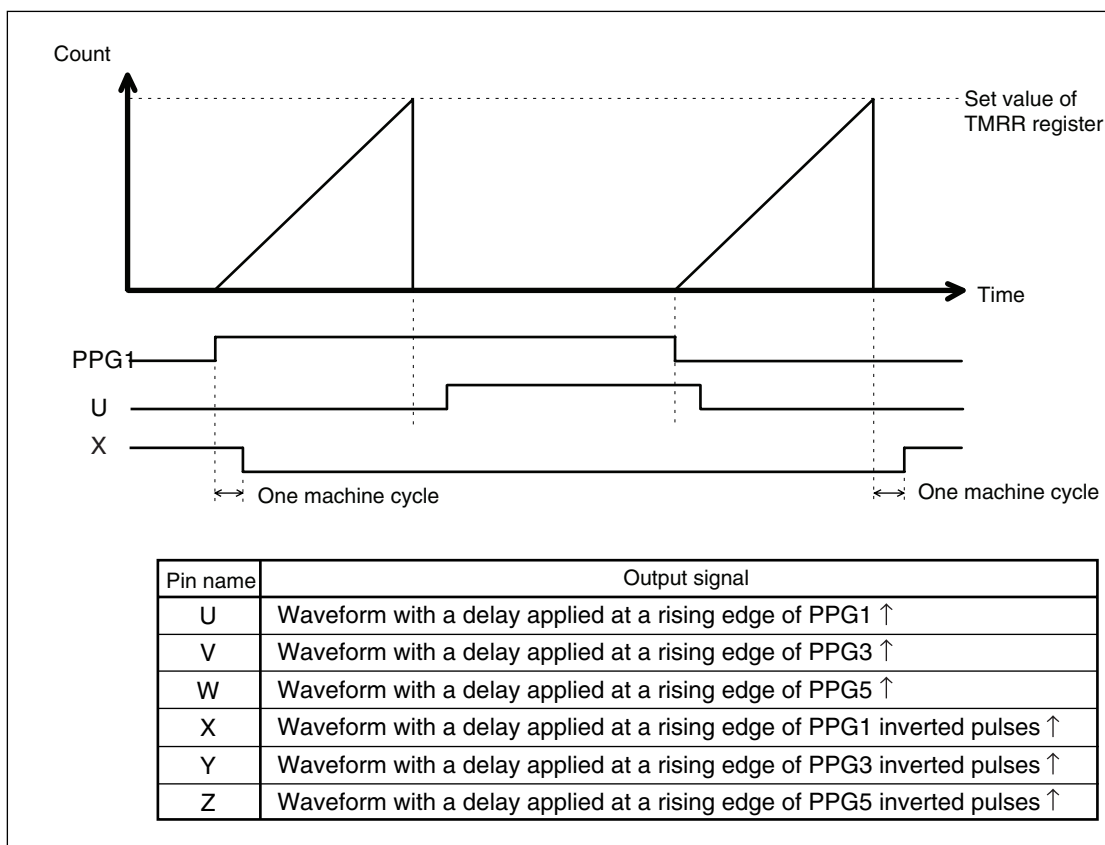 Count
Set value of
TMRR register
Time
PPG1
U
X
One machine cycle
One machine cycle
Pin name Output signal
U Waveform with a delay applied at a rising edge of PPG1 ↑
V Waveform with a delay applied at a rising edge of PPG3 ↑
W Waveform with a delay applied at a rising edge of PPG5 ↑
X Waveform with a delay applied at a rising edge of PPG1 inverted pulses ↑
Y Waveform with a delay applied at a rising edge of PPG3 inverted pulses ↑
Z Waveform with a delay applied at a rising edge of PPG5 inverted pulses ↑